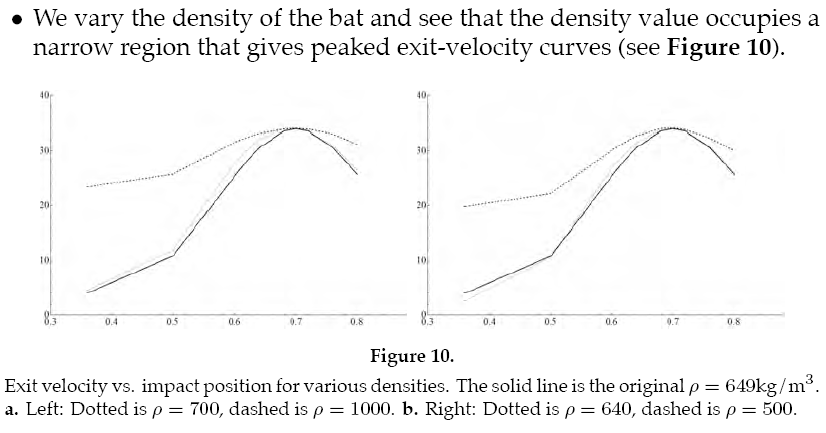 • We vary the density of the bat and see that the density value occupies a
narrow region that gives peaked exit-velocity curves (see Figure 10).
40
30
20
10
0
0.3 0.4 0.5 0.6 0.7 0.8
40
30
20
10
0
0.3 0.4 0.5 0.6 0.7 0.8
Figure 10.
Exit velocity vs. impact position for various densities. The solid line is the original ρ = 649kg/m³.
a. Left: Dotted is ρ = 700, dashed is ρ = 1000. b. Right: Dotted is ρ = 640, dashed is ρ = 500.